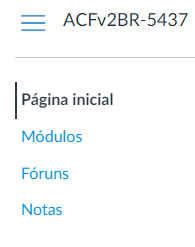 ACFv2BR-5437
Página inicial
Módulos
Fóruns
Notas